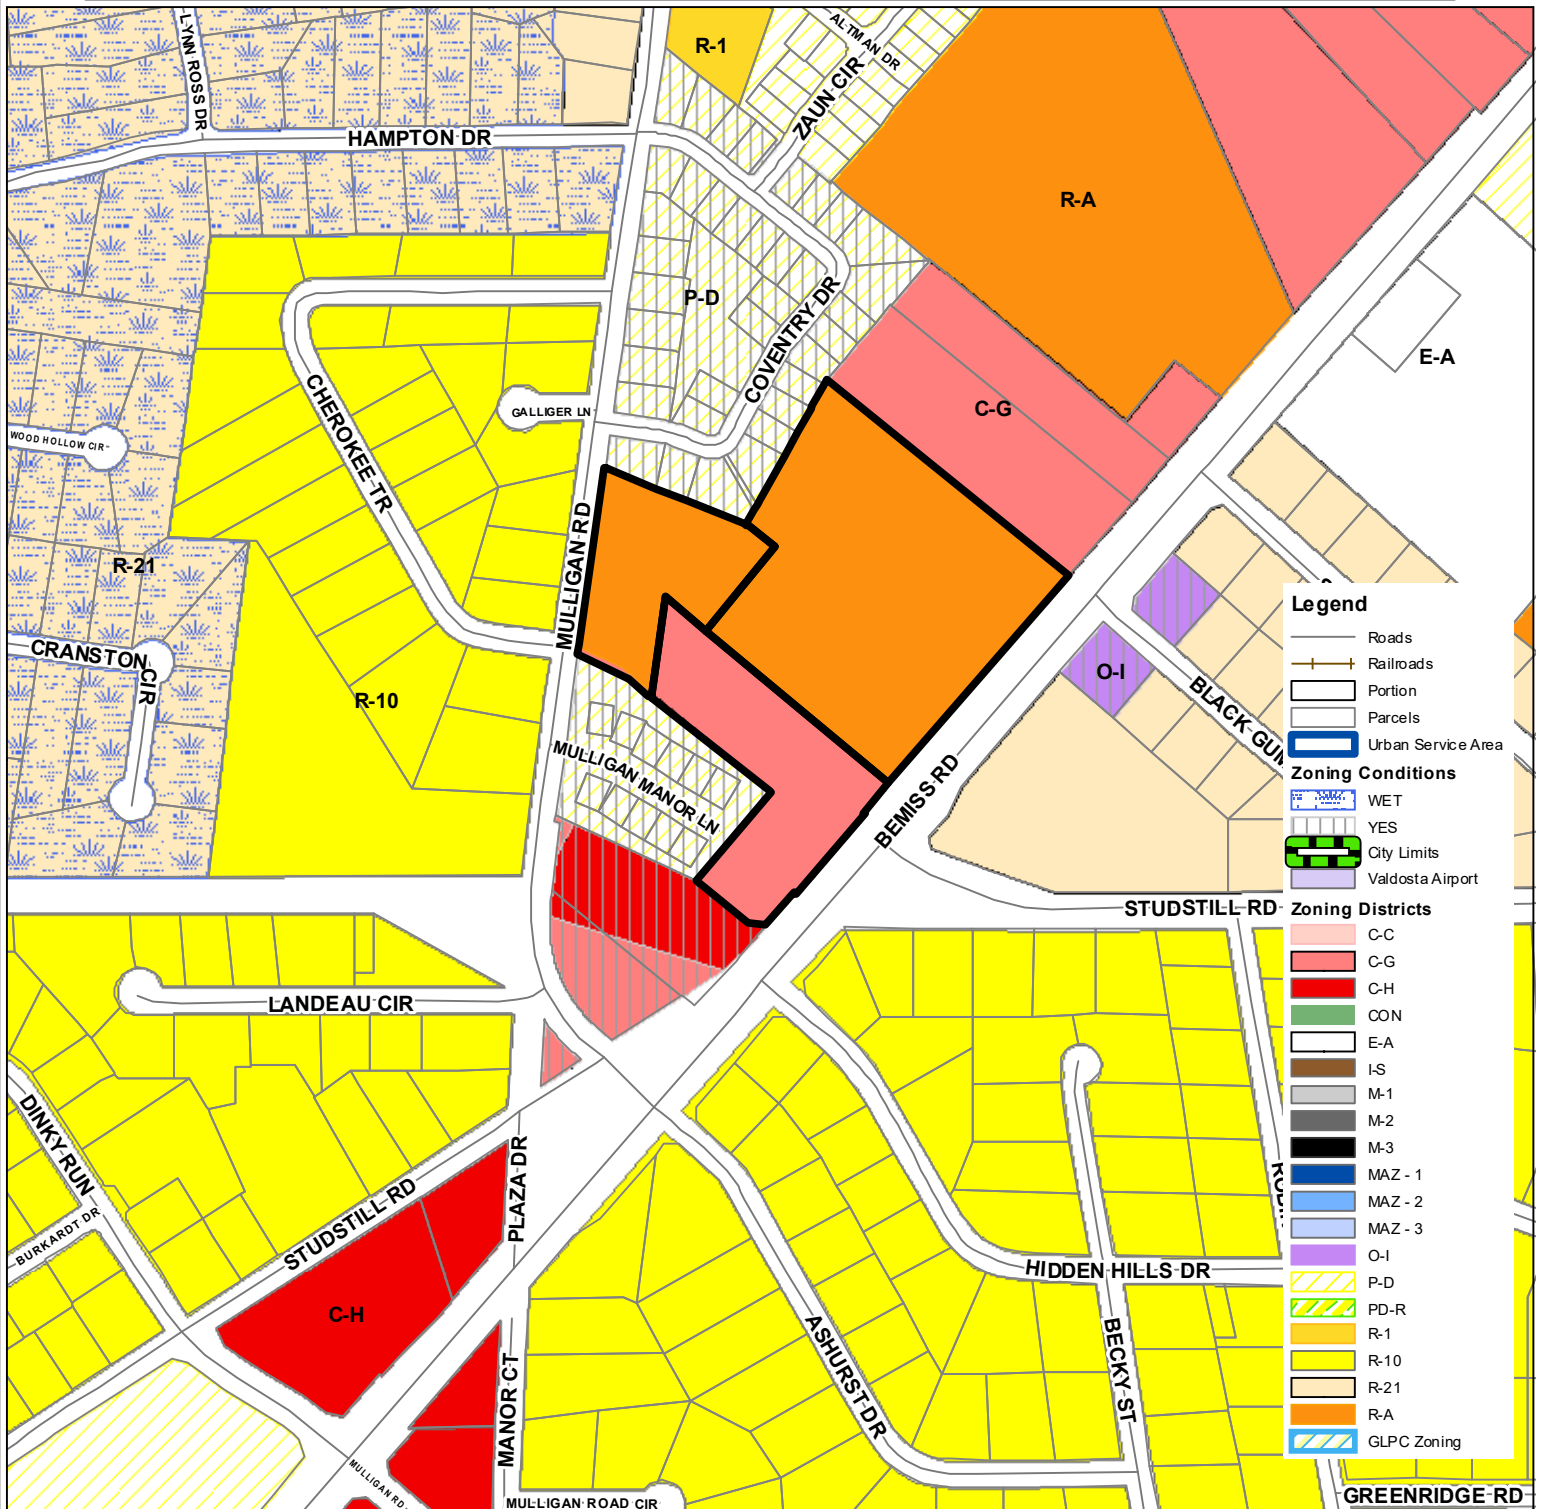 R-1
ALTMAN DR
LYNN ROSS DR
ZAUN CIR
HAMPTON DR
R-A
P-D
COVENTRY DR
E-A
C-G
CHEROKEE TR
GALLIGER LN
WOOD HOLLOW CIR
MULLIGAN RD
R-21
CRANSTON CIR
R-10
O-I
BLACK GUM
MULLIGAN MANOR LN
BEMISS RD
STUDSTILL RD
LANDEAU CIR
DINKY RUN
BURKARDT DR
STUDSTILL RD
PLAZA DR
C-H
HIDDEN HILLS DR
ASHURST DR
BECKY ST
MANOR CT
MULLIGAN RD
MULLIGAN ROAD CIR
GREENRIDGE RD
Legend
Roads
Railroads
Portion
Parcels
Urban Service Area
Zoning Conditions
WET
YES
City Limits
Valdosta Airport
Zoning Districts
C-C
C-G
C-H
CON
E-A
I-S
M-1
M-2
M-3
MAZ - 1
MAZ - 2
MAZ - 3
O-I
P-D
PD-R
R-1
R-10
R-21
R-A
GLPC Zoning